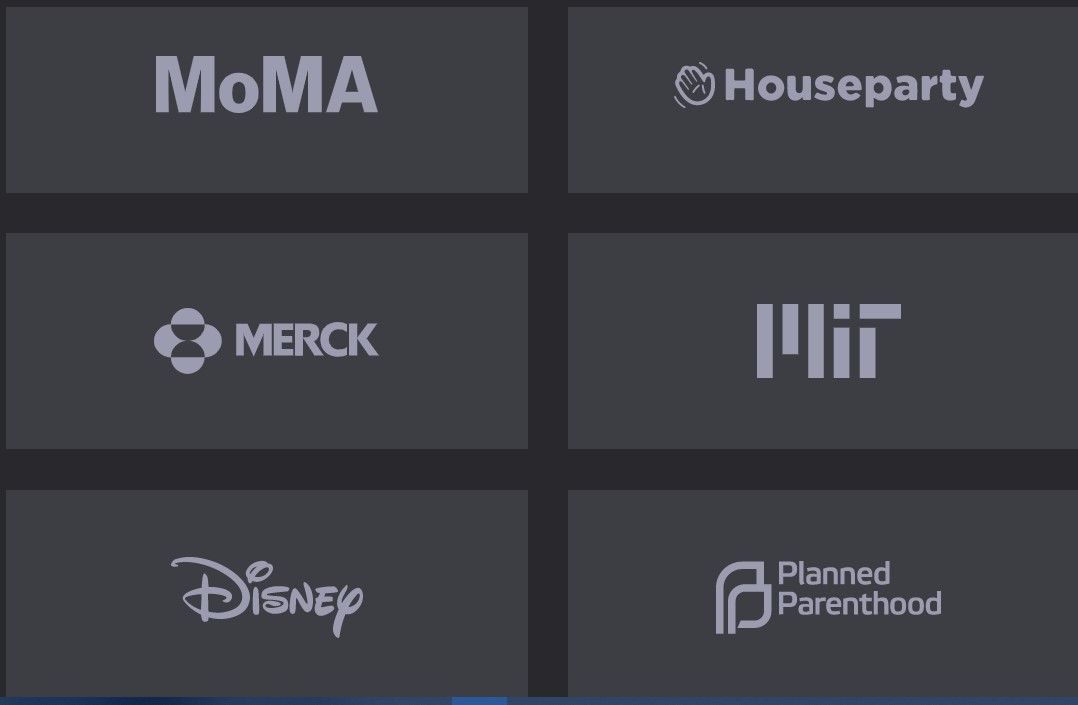 MoMA
Houseparty
MERCK
MIT
Disney
Planned
Parenthood